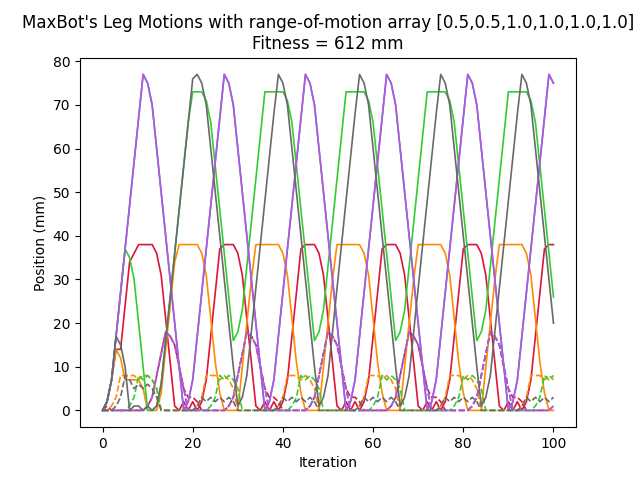 MaxBot's Leg Motions with range-of-motion array [0.5,0.5,1.0,1.0,1.0,1.0]
Fitness = 612 mm
80
70
60
50
40
30
20
10
0
Position (mm)
0 20 40 60 80 100
Iteration